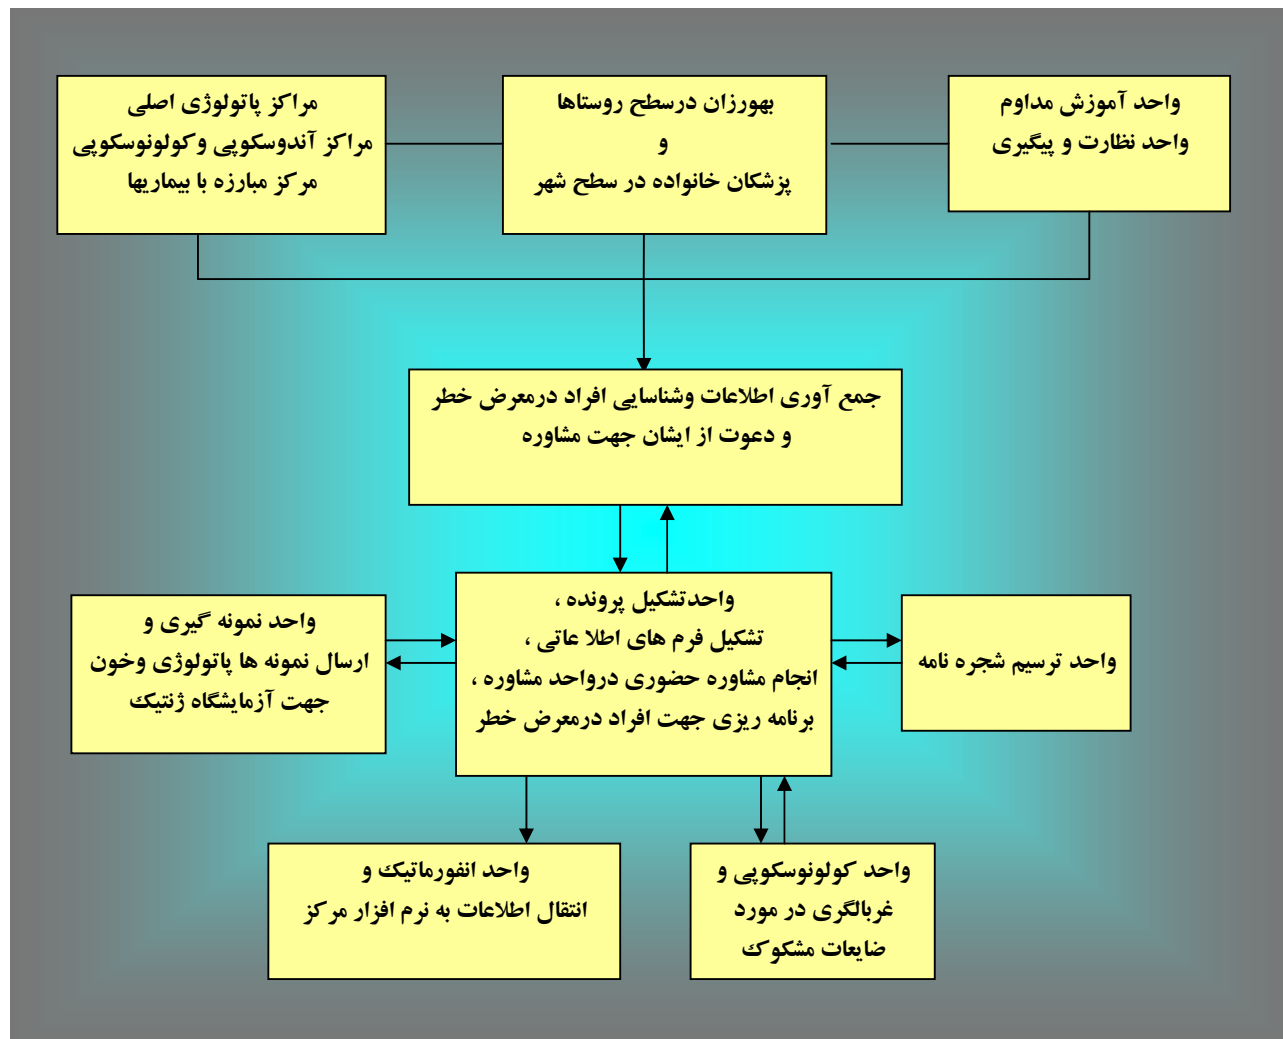 واحد آموزش مداوم
واحد نظارت و پیگیری
بهورزان درسطح روستاها
و
پزشکان خانواده در سطح شهر
مراکز پاتولوژی اصلی
مراکز آندوسکوپی وکولونوسکوپی
مرکز مبارزه با بیماریها
جمع آوری اطلاعات وشناسایی افراد درمعرض خطر
و دعوت از ایشان جهت مشاوره
واحد ترسیم شجره نامه
واحدتشکیل پرونده ،
تشکیل فرم های اطلا عاتی ،
انجام مشاوره حضوری درواحد مشاوره ،
برنامه ریزی جهت افراد درمعرض خطر
واحد نمونه گیری و
ارسال نمونه ها پاتولوژی وخون
جهت آزمایشگاه ژنتیک
واحد کولونوسکوپی و
غربالگری در مورد
ضایعات مشکوک
واحد انفورماتیک و
انتقال اطلاعات به نرم افزار مرکز